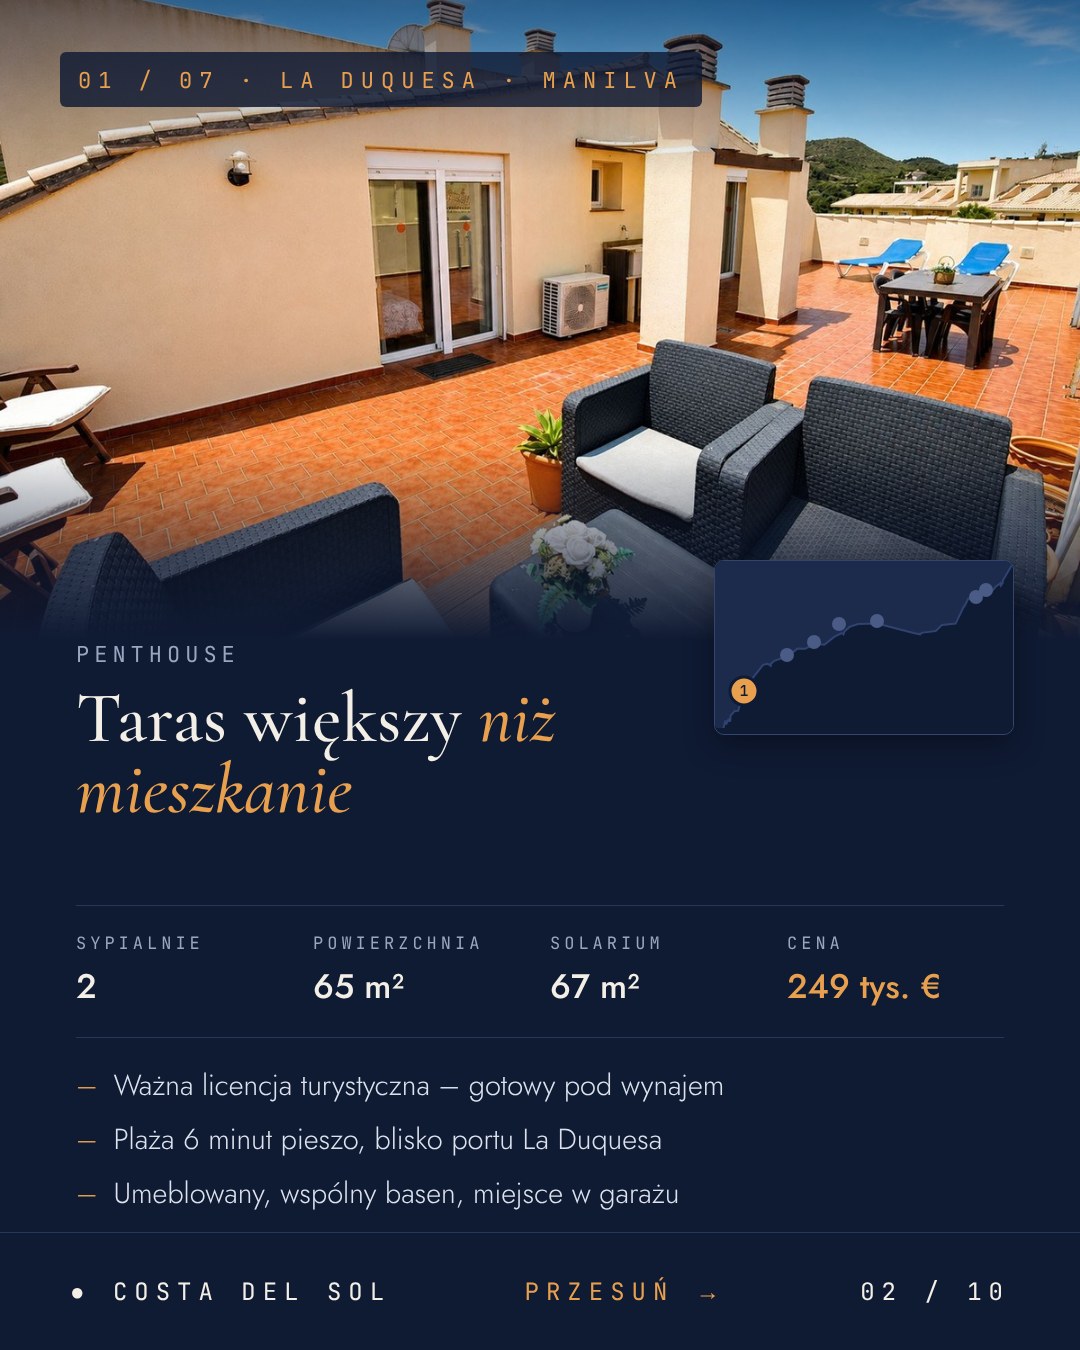 01 / 07 · LA DUQUESA · MANILVA
1
PENTHOUSE
Taras większy niż
mieszkanie
SYPIALNIE POWIERZCHNIA SOLARIUM CENA
2 65 m² 67 m² 249 tys. €
– Ważna licencja turystyczna – gotowy pod wynajem
– Plaża 6 minut pieszo, blisko portu La Duquesa
– Umeblowany, wspólny basen, miejsce w garażu
• COSTA DEL SOL PRZESUŃ → 02 / 10